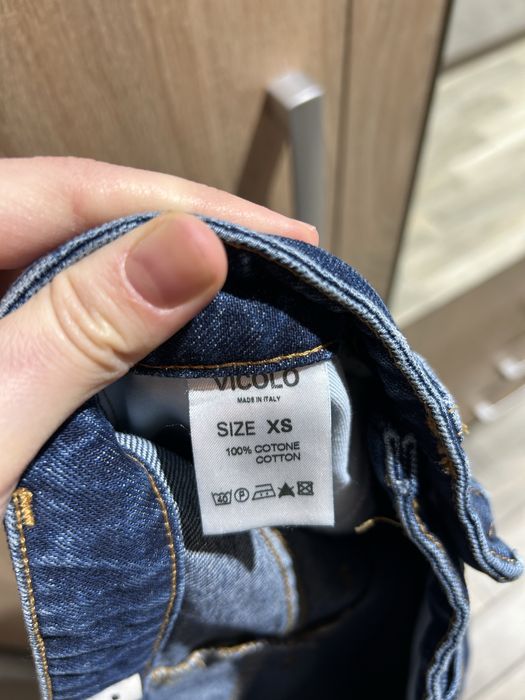 VICOLO
MADE IN ITALY
SIZE XS
100% COTONE
COTTON
P